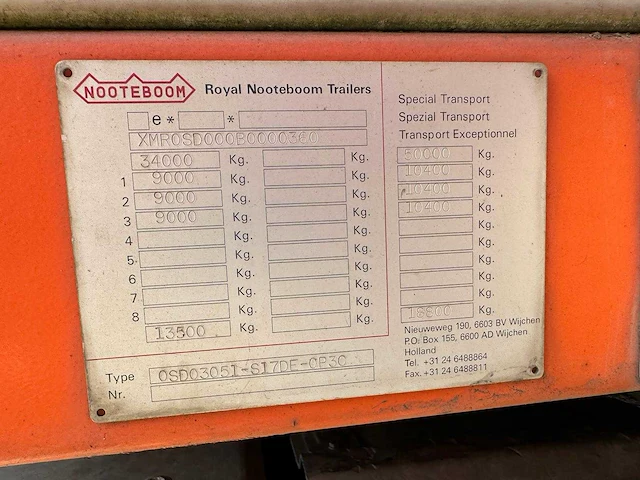 NOOTEBOOM Royal Nooteboom Trailers
Special Transport
Spezial Transport
Transport Exceptionnel
e * *
XMR0SD000B0000360
34000 Kg. Kg. 50000 Kg.
1 9000 Kg. Kg. 10400 Kg.
2 9000 Kg. Kg. 10400 Kg.
3 9000 Kg. Kg. 10400 Kg.
4 Kg. Kg. Kg.
5 Kg. Kg. Kg.
6 Kg. Kg. Kg.
7 Kg. Kg. Kg.
8 Kg. Kg. Kg.
13500 Kg. Kg. 18800 Kg.
Nieuweweg 190, 6603 BV Wijchen
P.O. Box 155, 6600 AD Wijchen
Holland
Tel. +31 24 6488864
Fax. +31 24 6488811
Type OSD03051-S17DE-OP3C
Nr.